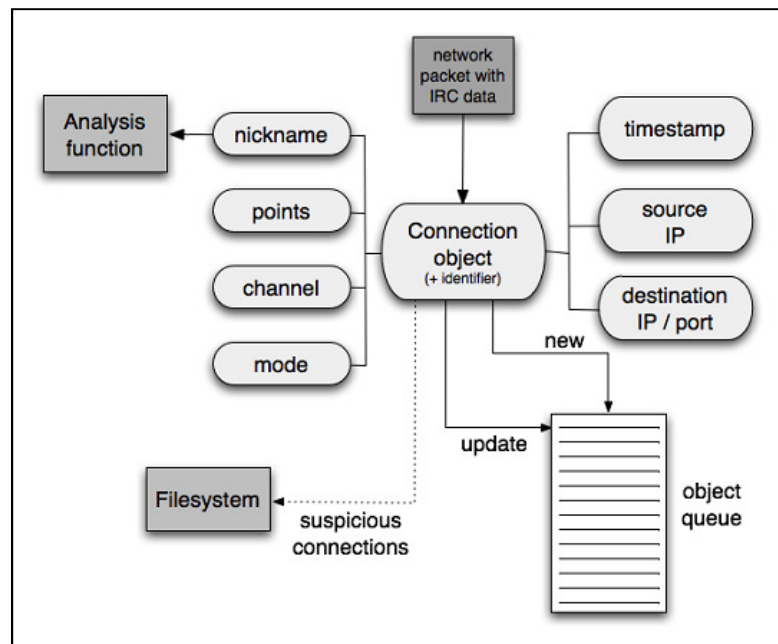 network
packet with
IRC data
Analysis
function
nickname
points
channel
mode
Connection
object
(+ identifier)
timestamp
source
IP
destination
IP / port
new
update
object
queue
Filesystem
suspicious
connections